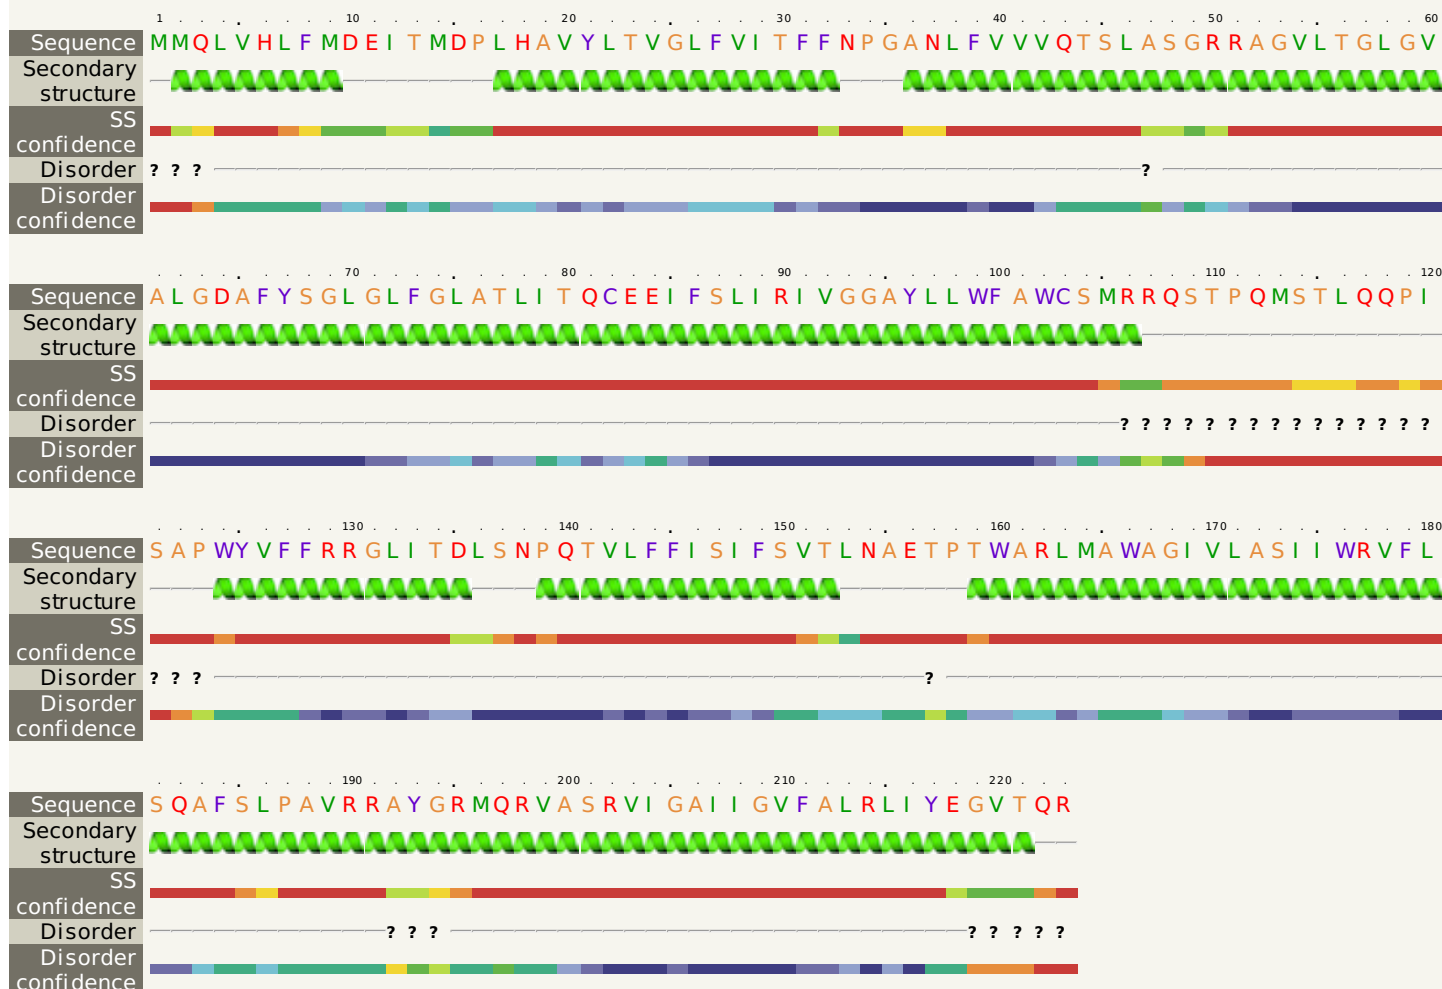 1 . . . . . . . . 10 . . . . . . . . . 20 . . . . . . . . . 30 . . . . . . . . . 40 . . . . . . . . . 50 . . . . . . . . . 60
Sequence MMQLVHLFMDEITMDPLHAVYLTVGLFVITFFNPGANLFVVVQTSLASGRRAGVLTGLGV
Secondary
structure
SS
confidence
Disorder ? ? ? ?
Disorder
confidence
. . . . . . . . . 70 . . . . . . . . . 80 . . . . . . . . . 90 . . . . . . . . . 100 . . . . . . . . . 110 . . . . . . . . . 120
Sequence ALGDAFYSGLGLFGLATLITQCEEIFSLIRIVGGAYLLWFAWCSMRRQSTPQMSTLQQPI
Secondary
structure
SS
confidence
Disorder ? ? ? ? ? ? ? ? ? ? ? ? ? ? ?
Disorder
confidence
. . . . . . . . . 130 . . . . . . . . . 140 . . . . . . . . . 150 . . . . . . . . . 160 . . . . . . . . . 170 . . . . . . . . . 180
Sequence SAPWYVFFRRGLITDLSNPQTVLFFISIFSVTLNAETPTWARLMAWAGIVLASIIWRVFL
Secondary
structure
SS
confidence
Disorder ? ? ? ?
Disorder
confidence
. . . . . . . . . 190 . . . . . . . . . 200 . . . . . . . . . 210 . . . . . . . . . 220 . . .
Sequence SQAFSLPAVRRAYGRMQRVASRVIGAIIGVFALRLIYEGVTQR
Secondary
structure
SS
confidence
Disorder ? ? ? ? ? ? ? ?
Disorder
confidence